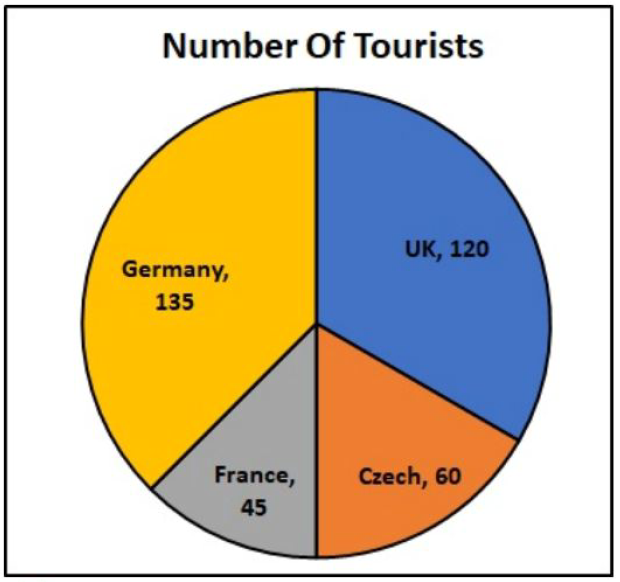 Number Of Tourists
UK, 120
Germany,
135
France,
45
Czech, 60